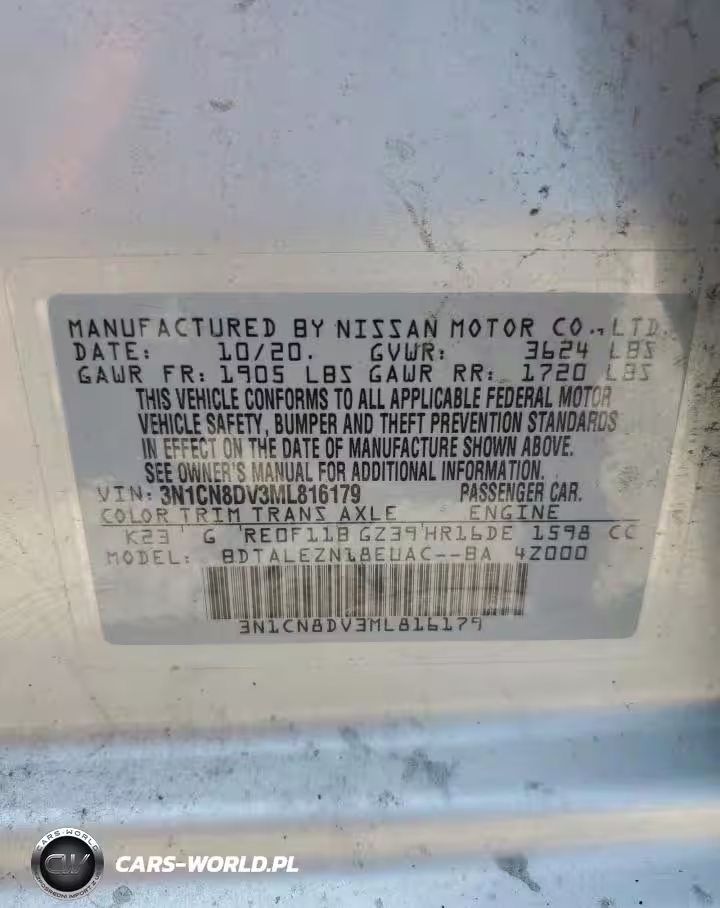 MANUFACTURED BY NISSAN MOTOR CO., LTD.
DATE: 10/20. GVWR: 3624 LBS
GAWR FR: 1905 LBS GAWR RR: 1720 LBS
THIS VEHICLE CONFORMS TO ALL APPLICABLE FEDERAL MOTOR
VEHICLE SAFETY, BUMPER AND THEFT PREVENTION STANDARDS
IN EFFECT ON THE DATE OF MANUFACTURE SHOWN ABOVE.
SEE OWNER'S MANUAL FOR ADDITIONAL INFORMATION.
VIN: 3N1CN8DV3ML816179 PASSENGER CAR.
COLOR TRIM TRANS AXLE ENGINE
K23 G RE0F11B GZ39 HR16DE 1598 CC
MODEL: BDTALEZN18EUAC--BA 4Z000
3N1CN8DV3ML816179
CARS-WORLD
CW
CARS-WORLD.PL